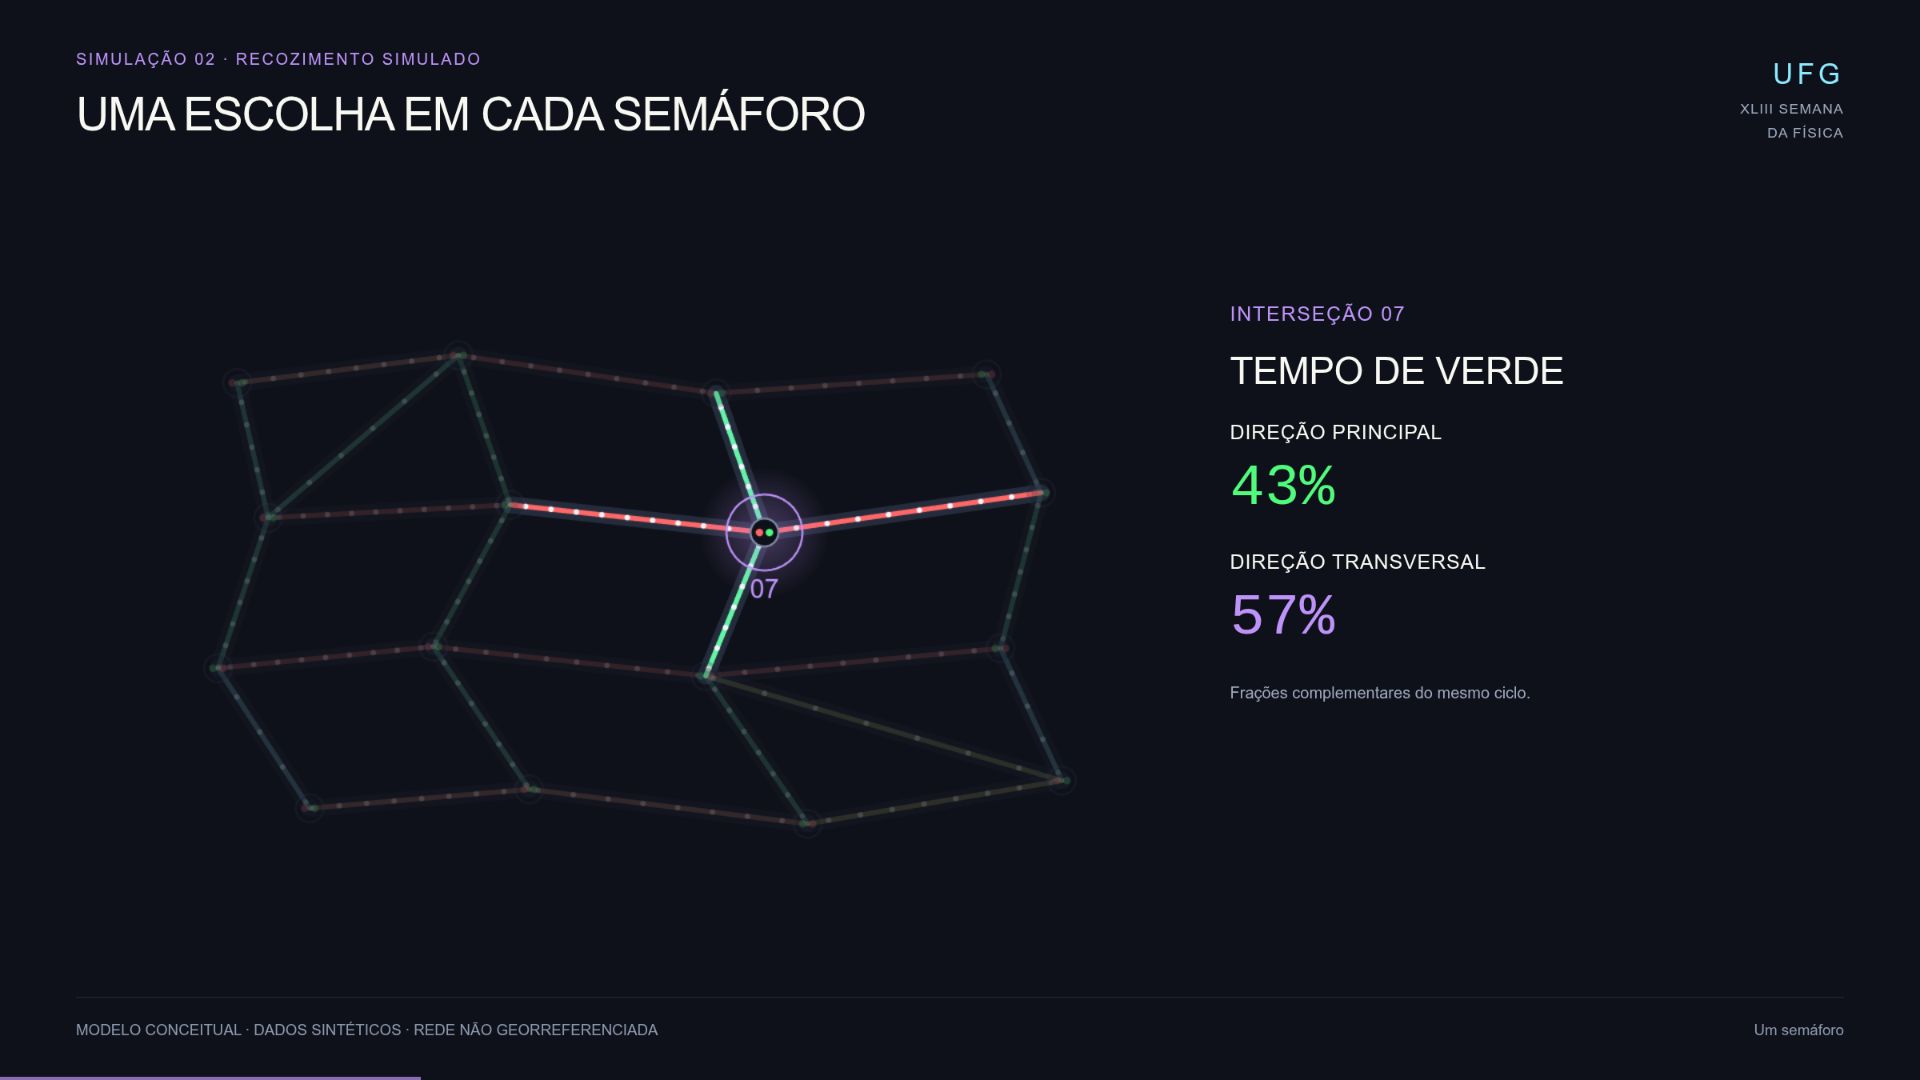 SIMULAÇÃO 02 · RECOZIMENTO SIMULADO
UMA ESCOLHA EM CADA SEMÁFORO
UFG
XLIII SEMANA
DA FÍSICA
INTERSEÇÃO 07
TEMPO DE VERDE
DIREÇÃO PRINCIPAL
43%
DIREÇÃO TRANSVERSAL
57%
Frações complementares do mesmo ciclo.
07
MODELO CONCEITUAL · DADOS SINTÉTICOS · REDE NÃO GEORREFERENCIADA
Um semáforo